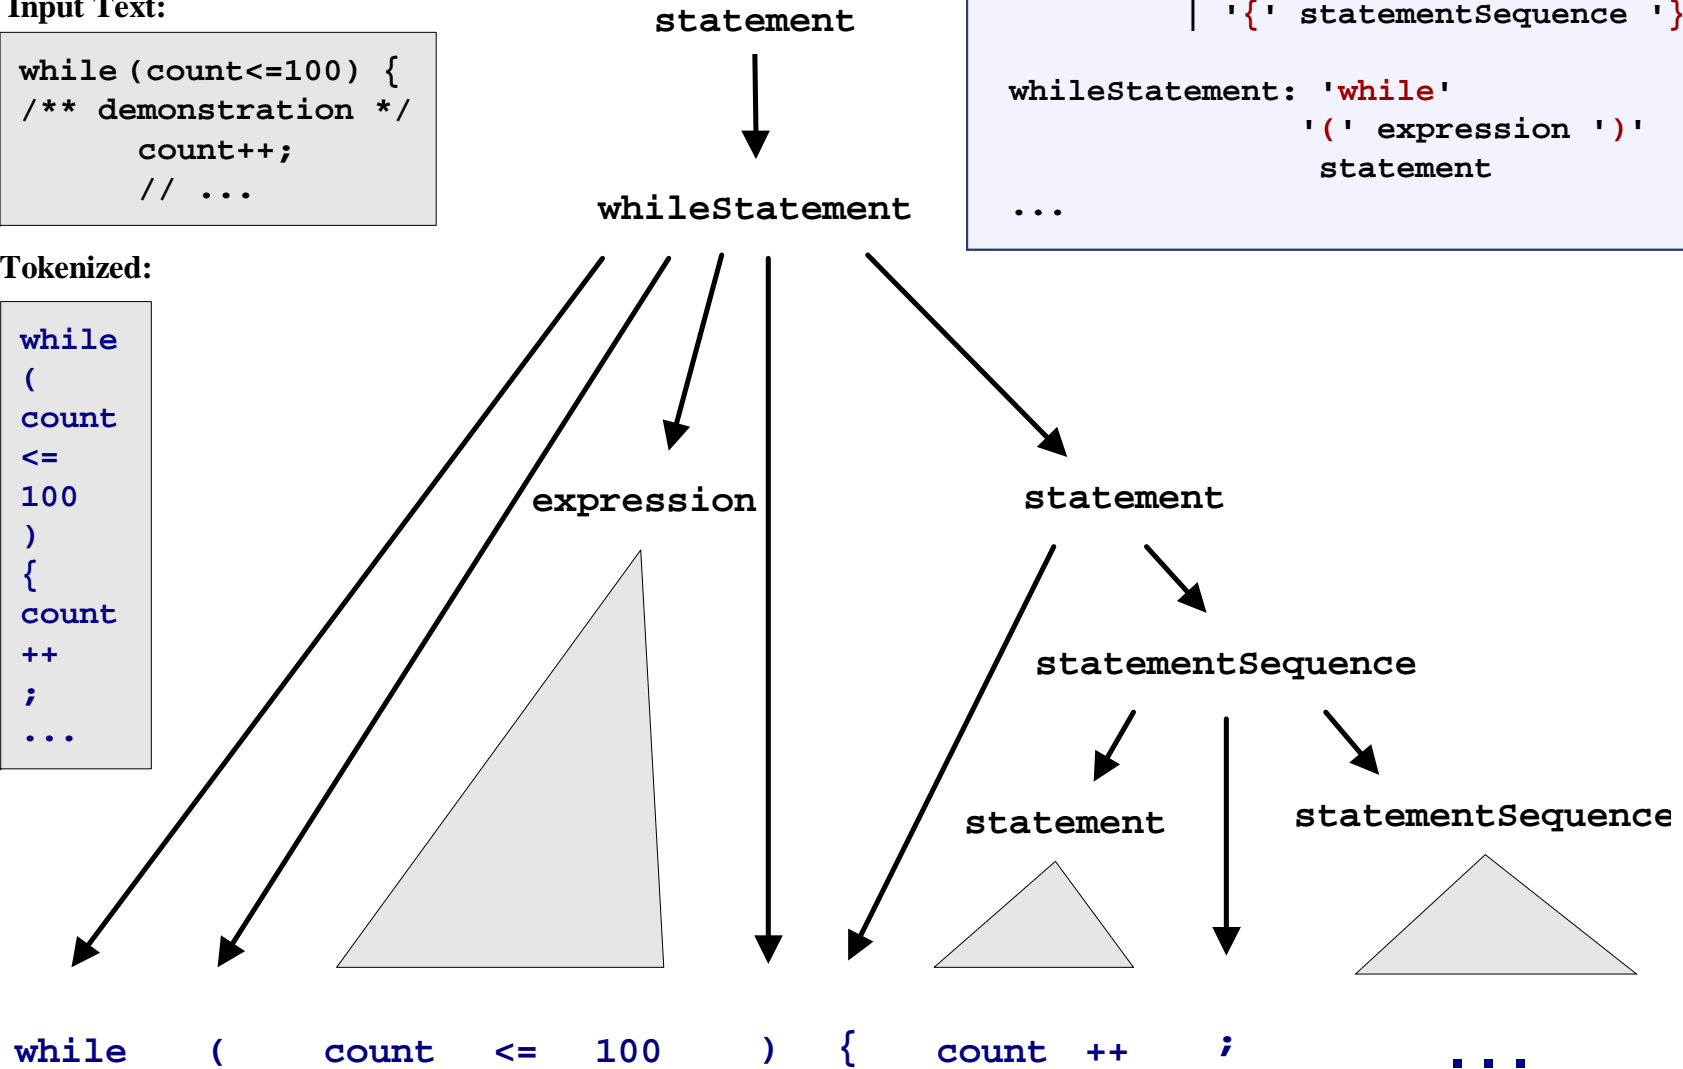 Input Text:
while (count<=100) {
/** demonstration */
count++;
// ...
Tokenized:
while
(
count
<=
100
)
{
count
++
;
...
statement
whileStatement
expression
statement
statementSequence
statement
statementSequence
| '{' statementSequence '}
whileStatement: 'while'
'(' expression ')'
statement
...
while ( count <= 100 ) { count ++ ; ...